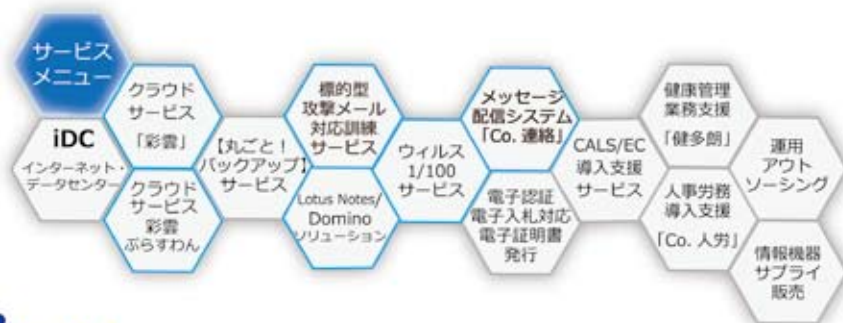 サービス
メニュー
iDC
インターネット・
データセンター
クラウド
サービス
「彩雲」
クラウド
サービス
彩雲
ぷらすわん
【丸ごと！
バックアップ】
サービス
標的型
攻撃メール
対応訓練
サービス
Lotus Notes/
Domino
ソリューション
ウィルス
1/100
サービス
メッセージ
配信システム
「Co. 連絡」
電子認証
電子入札対応
電子証明書
発行
CALS/EC
導入支援
サービス
健康管理
業務支援
「健多朗」
人事労務
導入支援
「Co. 人労」
運用
アウト
ソーシング
情報機器
サプライ
販売